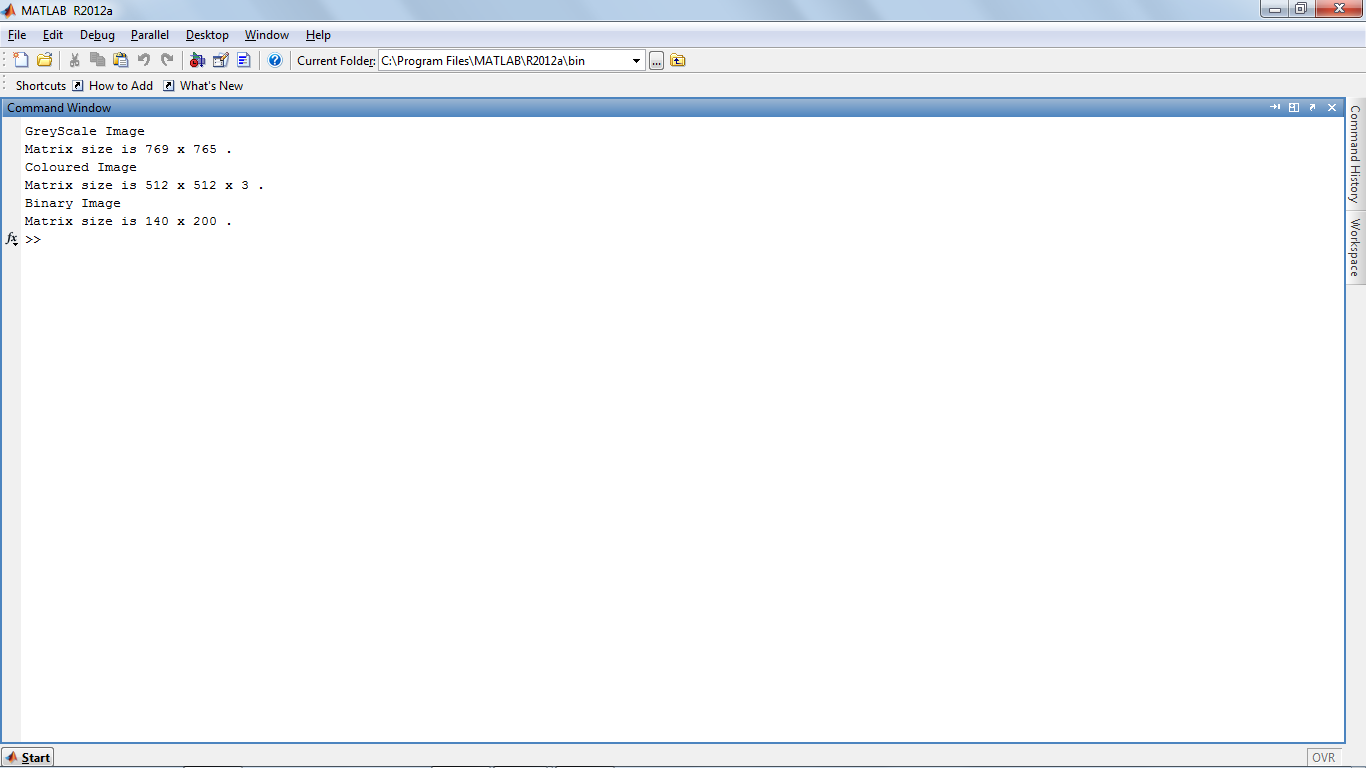 MATLAB R2012a
File Edit Debug Parallel Desktop Window Help
Current Folder: C:\Program Files\MATLAB\R2012a\bin ...
Shortcuts How to Add What's New
Command Window
GreyScale Image
Matrix size is 769 x 765 .
Coloured Image
Matrix size is 512 x 512 x 3 .
Binary Image
Matrix size is 140 x 200 .
fx >>
Command History
Workspace
Start
OVR